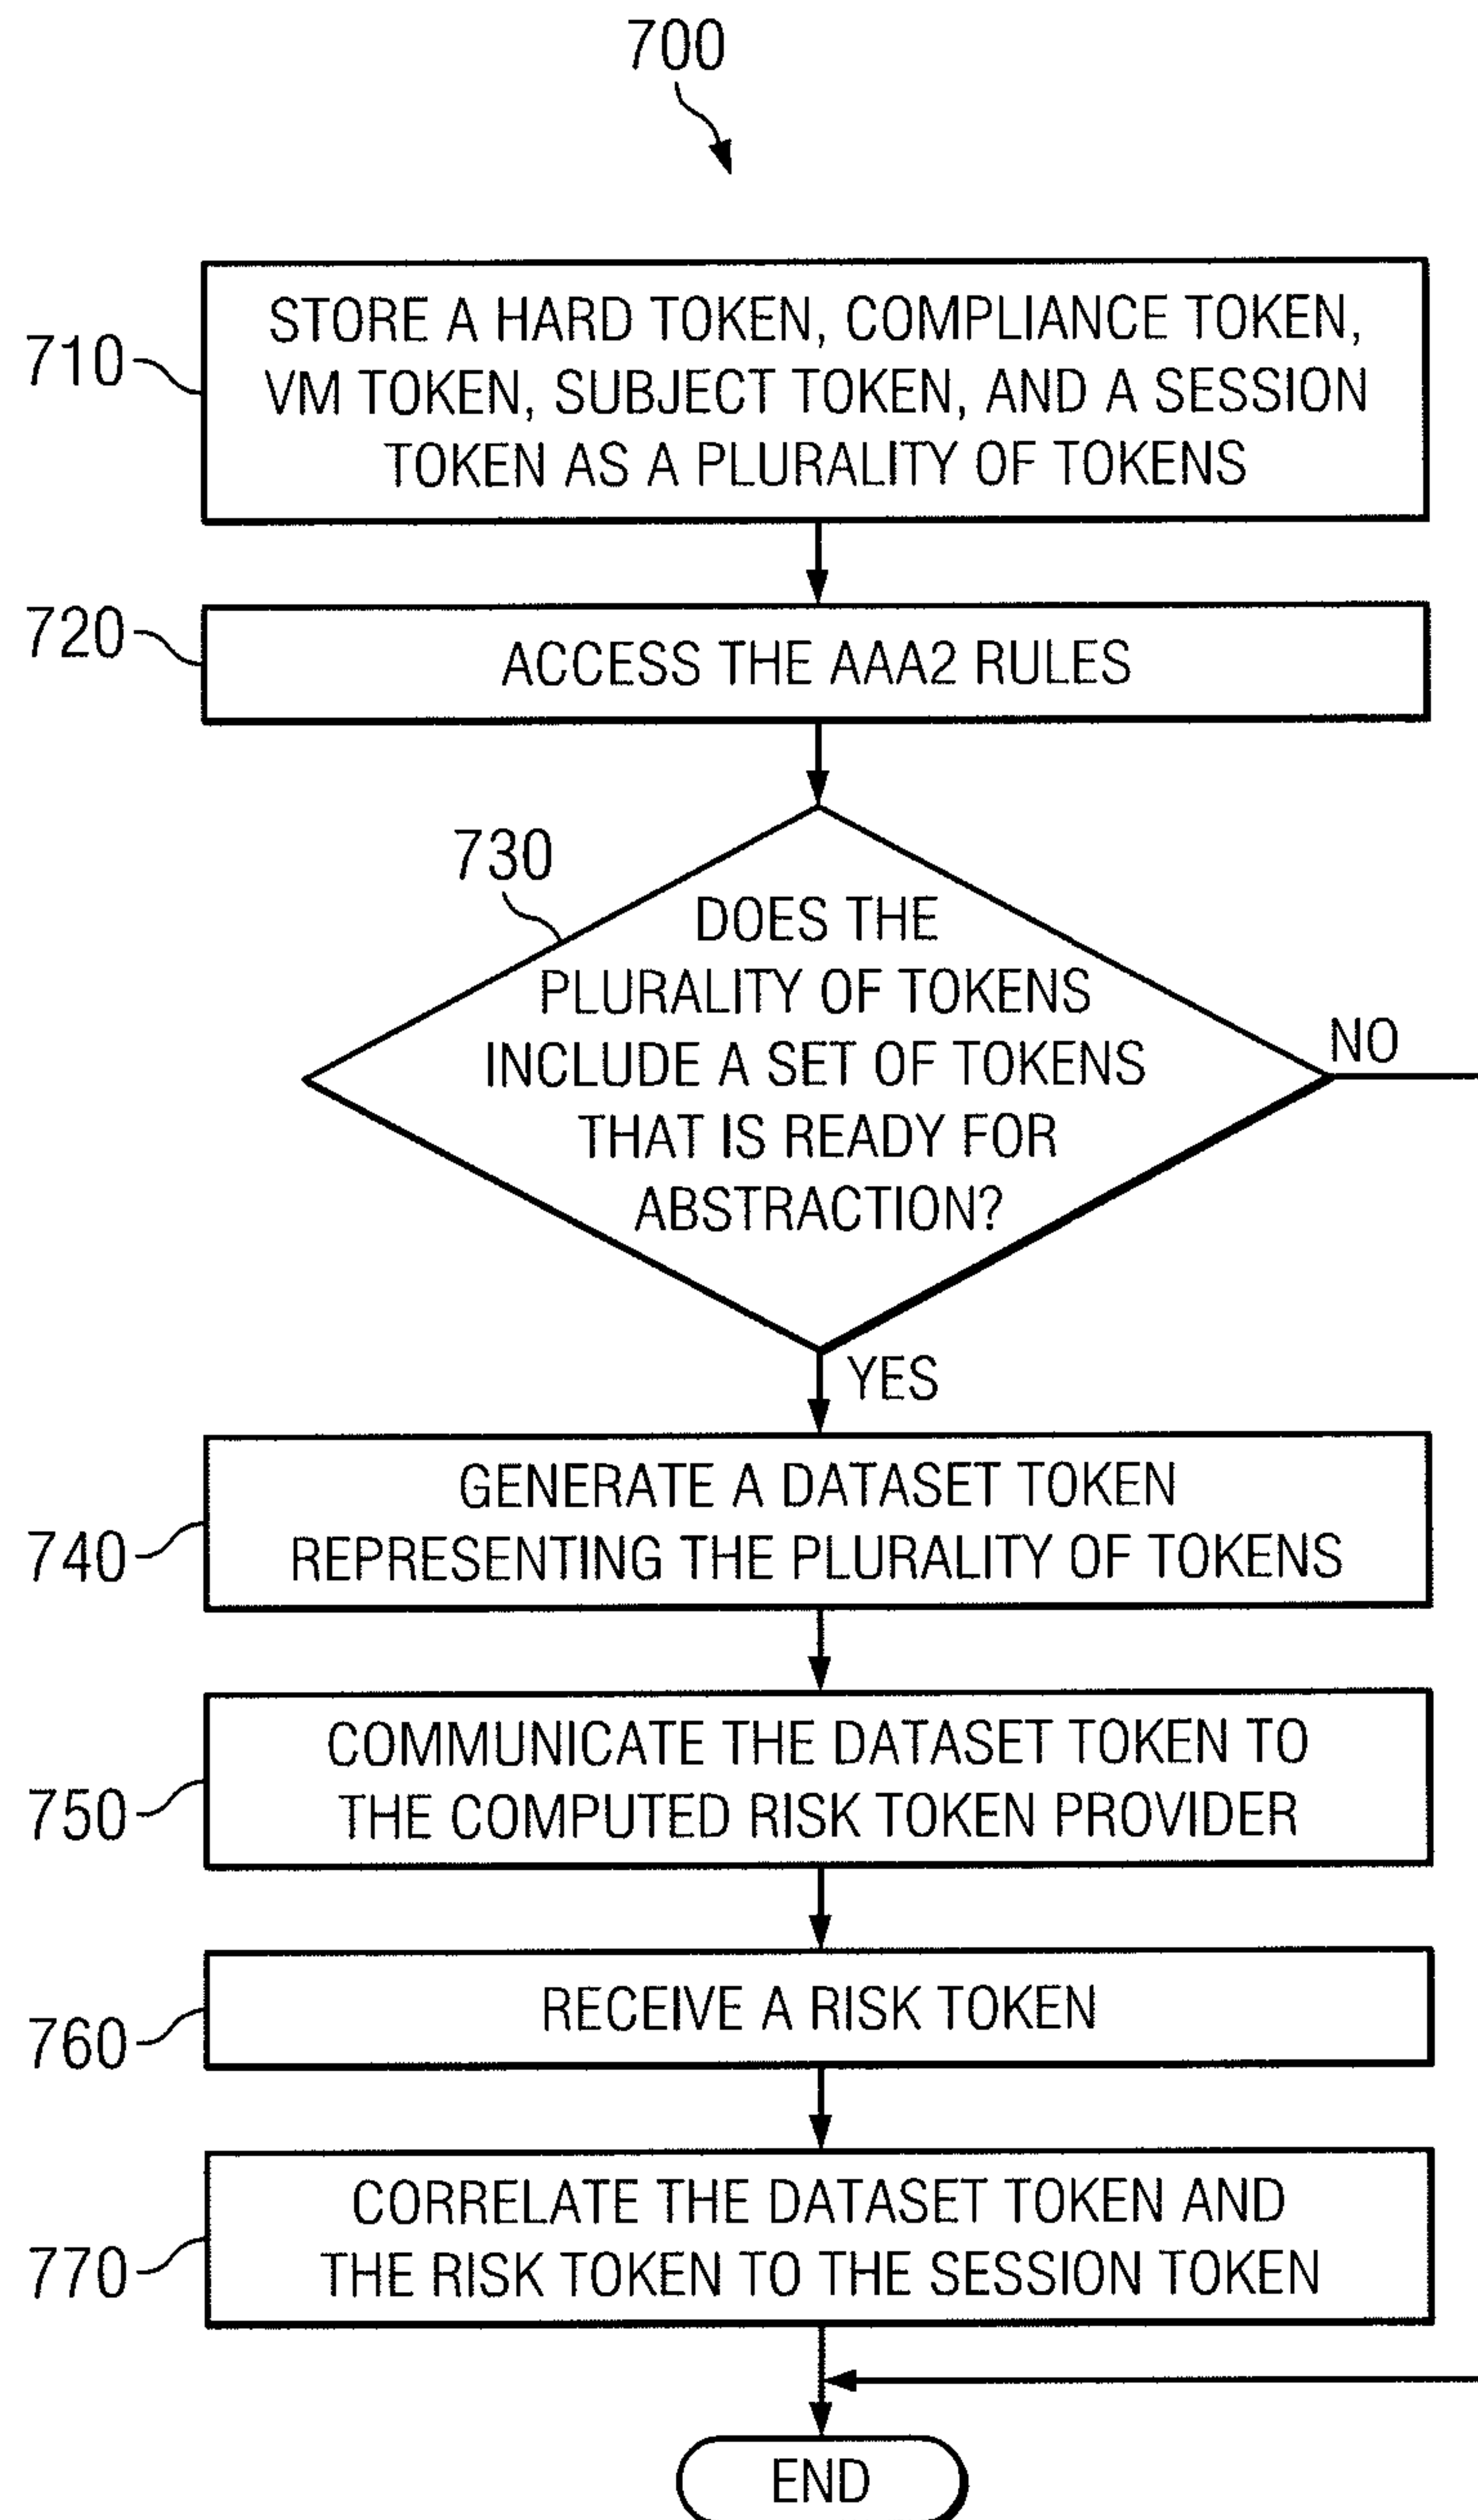 700
710
STORE A HARD TOKEN, COMPLIANCE TOKEN,
VM TOKEN, SUBJECT TOKEN, AND A SESSION
TOKEN AS A PLURALITY OF TOKENS
720
ACCESS THE AAA2 RULES
730
DOES THE
PLURALITY OF TOKENS
INCLUDE A SET OF TOKENS
THAT IS READY FOR
ABSTRACTION?
NO
YES
740
GENERATE A DATASET TOKEN
REPRESENTING THE PLURALITY OF TOKENS
750
COMMUNICATE THE DATASET TOKEN TO
THE COMPUTED RISK TOKEN PROVIDER
760
RECEIVE A RISK TOKEN
770
CORRELATE THE DATASET TOKEN AND
THE RISK TOKEN TO THE SESSION TOKEN
END